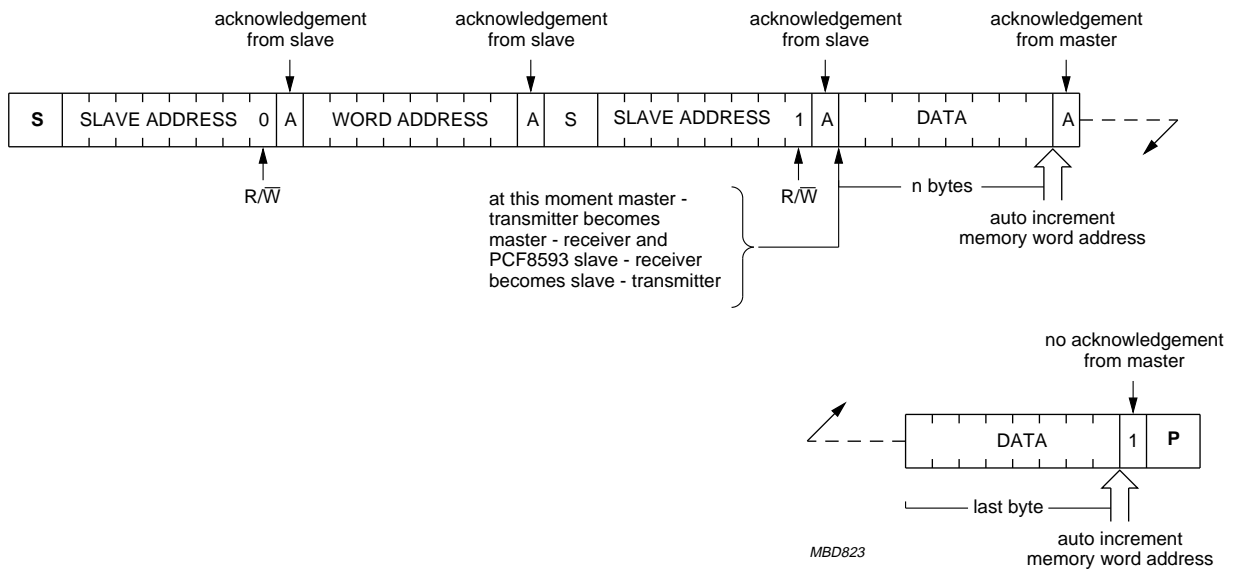 acknowledgement
from slave
acknowledgement
from slave
acknowledgement
from slave
acknowledgement
from master
S SLAVE ADDRESS 0 A WORD ADDRESS A S SLAVE ADDRESS 1 A DATA A
R/W̅
R/W̅
n bytes
at this moment master -
transmitter becomes
master - receiver and
PCF8593 slave - receiver
becomes slave - transmitter
auto increment
memory word address
no acknowledgement
from master
DATA 1 P
last byte
auto increment
memory word address
MBD823